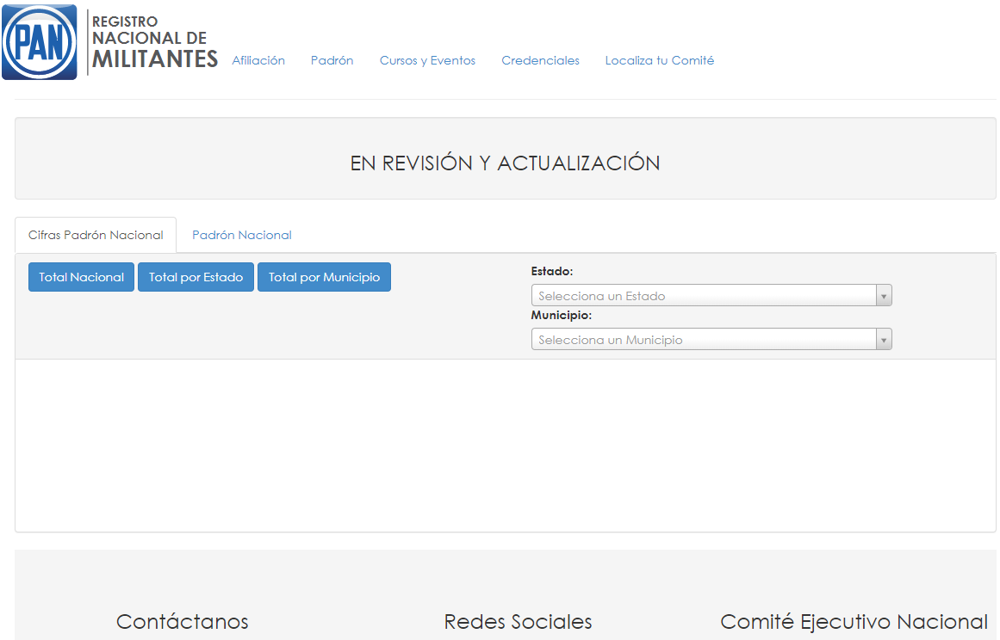 PAN
REGISTRO
NACIONAL DE
MILITANTES
Afiliación Padrón Cursos y Eventos Credenciales Localiza tu Comité
EN REVISIÓN Y ACTUALIZACIÓN
Cifras Padrón Nacional Padrón Nacional
Total Nacional Total por Estado Total por Municipio
Estado:
Selecciona un Estado
Municipio:
Selecciona un Municipio
Contáctanos Redes Sociales Comité Ejecutivo Nacional